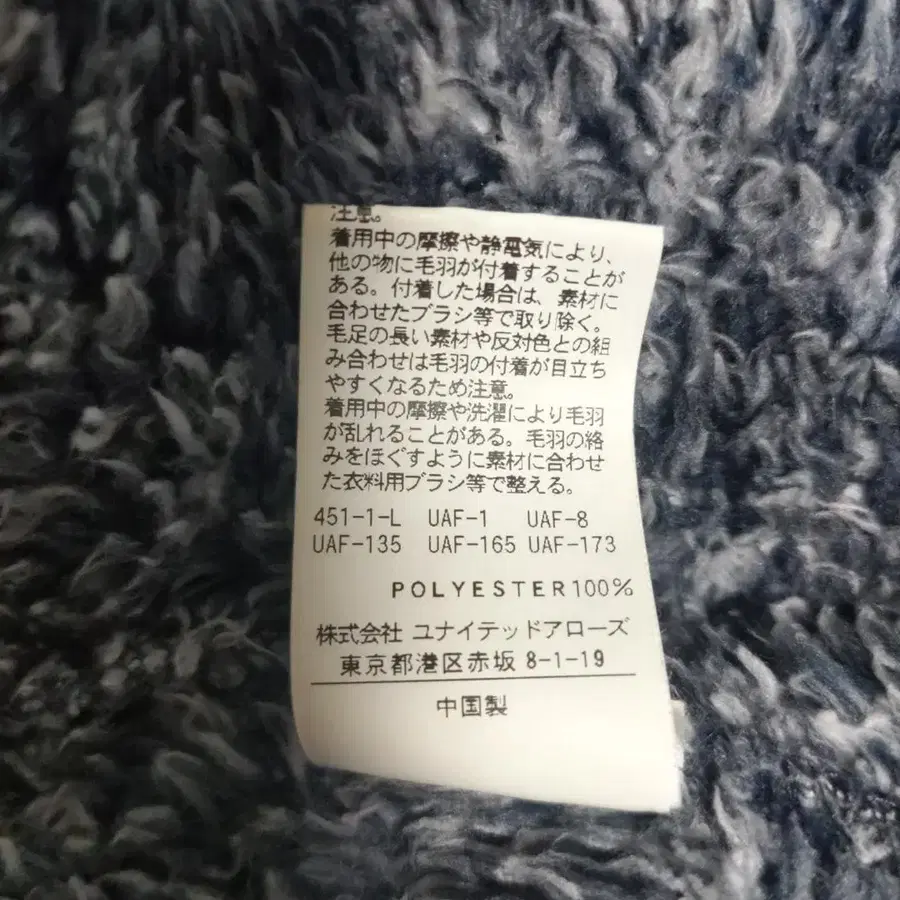 注意。
着用中の摩擦や静電気により、
他の物に毛羽が付着することが
ある。付着した場合は、素材に
合わせたブラシ等で取り除く。
毛足の長い素材や反対色との組
み合わせは毛羽の付着が目立ち
やすくなるため注意。
着用中の摩擦や洗濯により毛羽
が乱れることがある。毛羽の絡
みをほぐすように素材に合わせ
た衣料用ブラシ等で整える。
451-1-L UAF-1 UAF-8
UAF-135 UAF-165 UAF-173
POLYESTER100%
株式会社 ユナイテッドアローズ
東京都港区赤坂 8-1-19
中国製